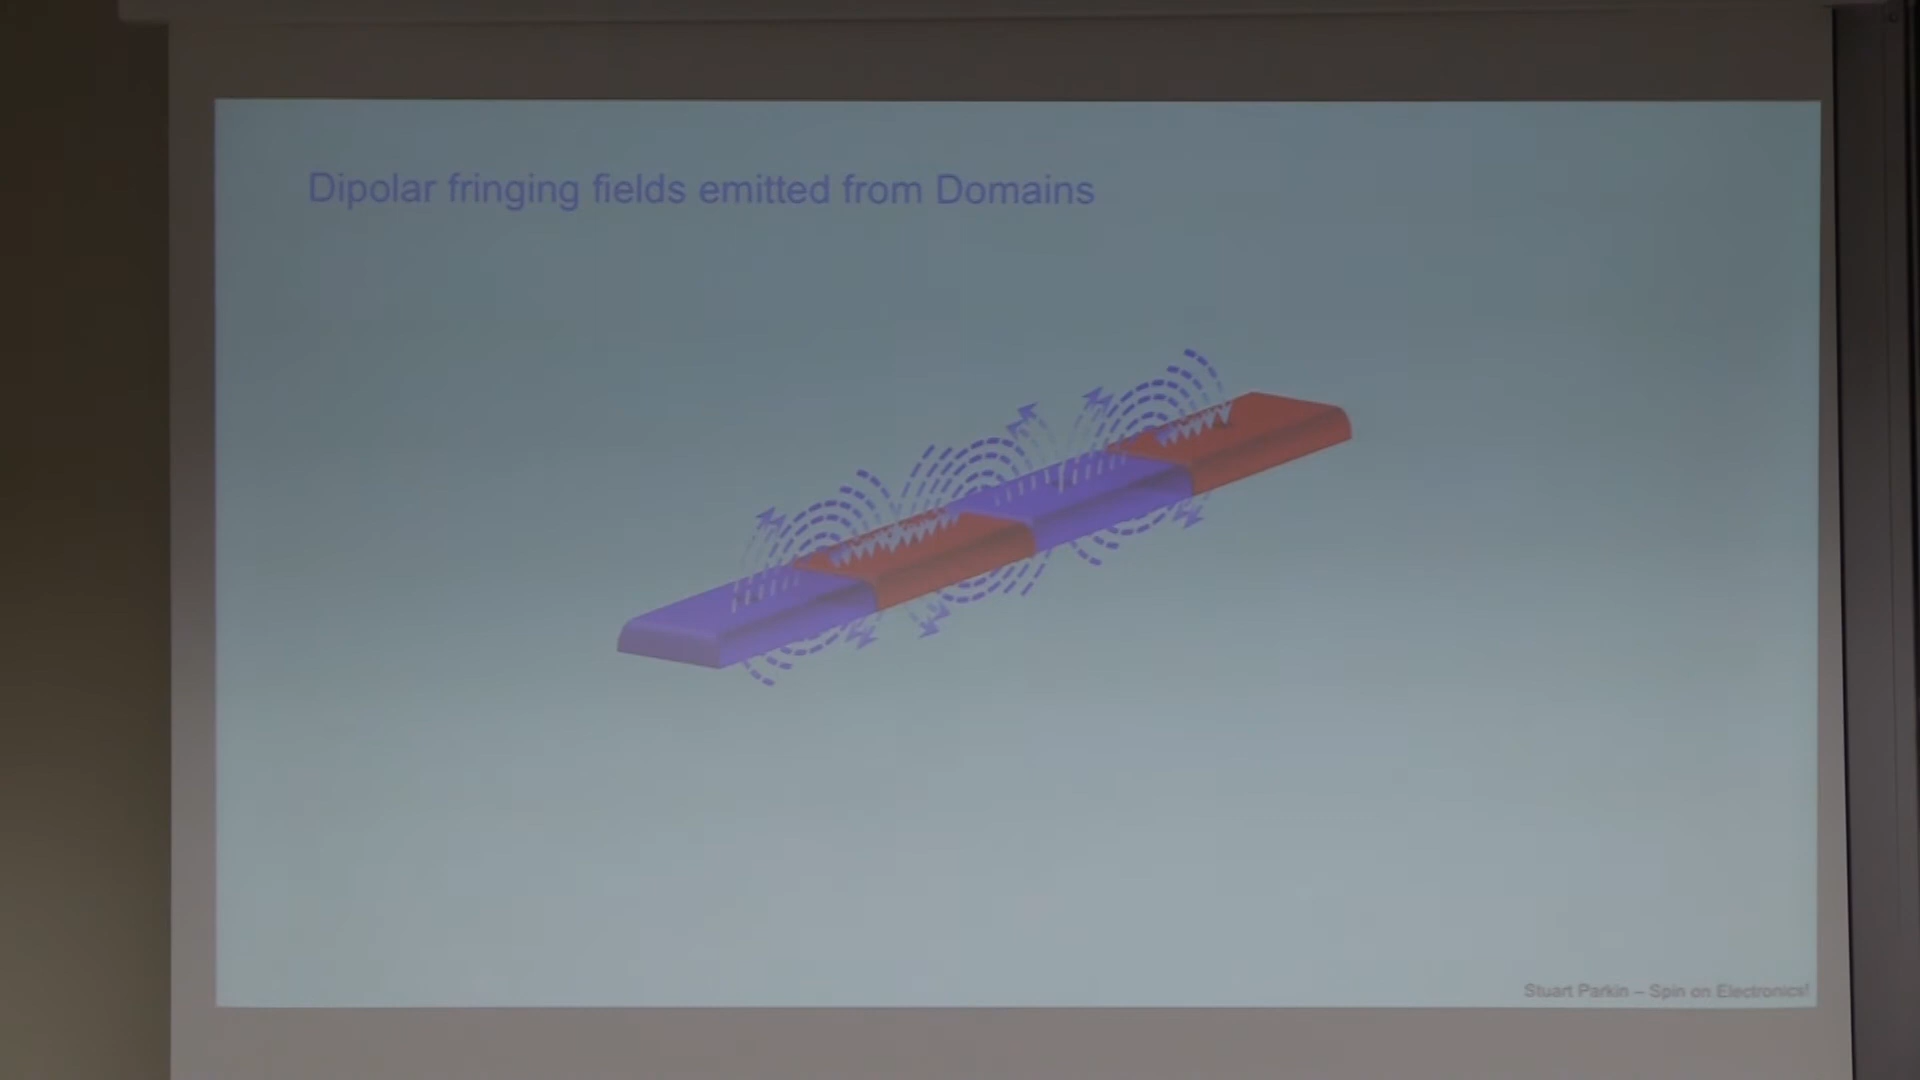 Dipolar fringing fields emitted from Domains
Stuart Parkin – Spin on Electronics!